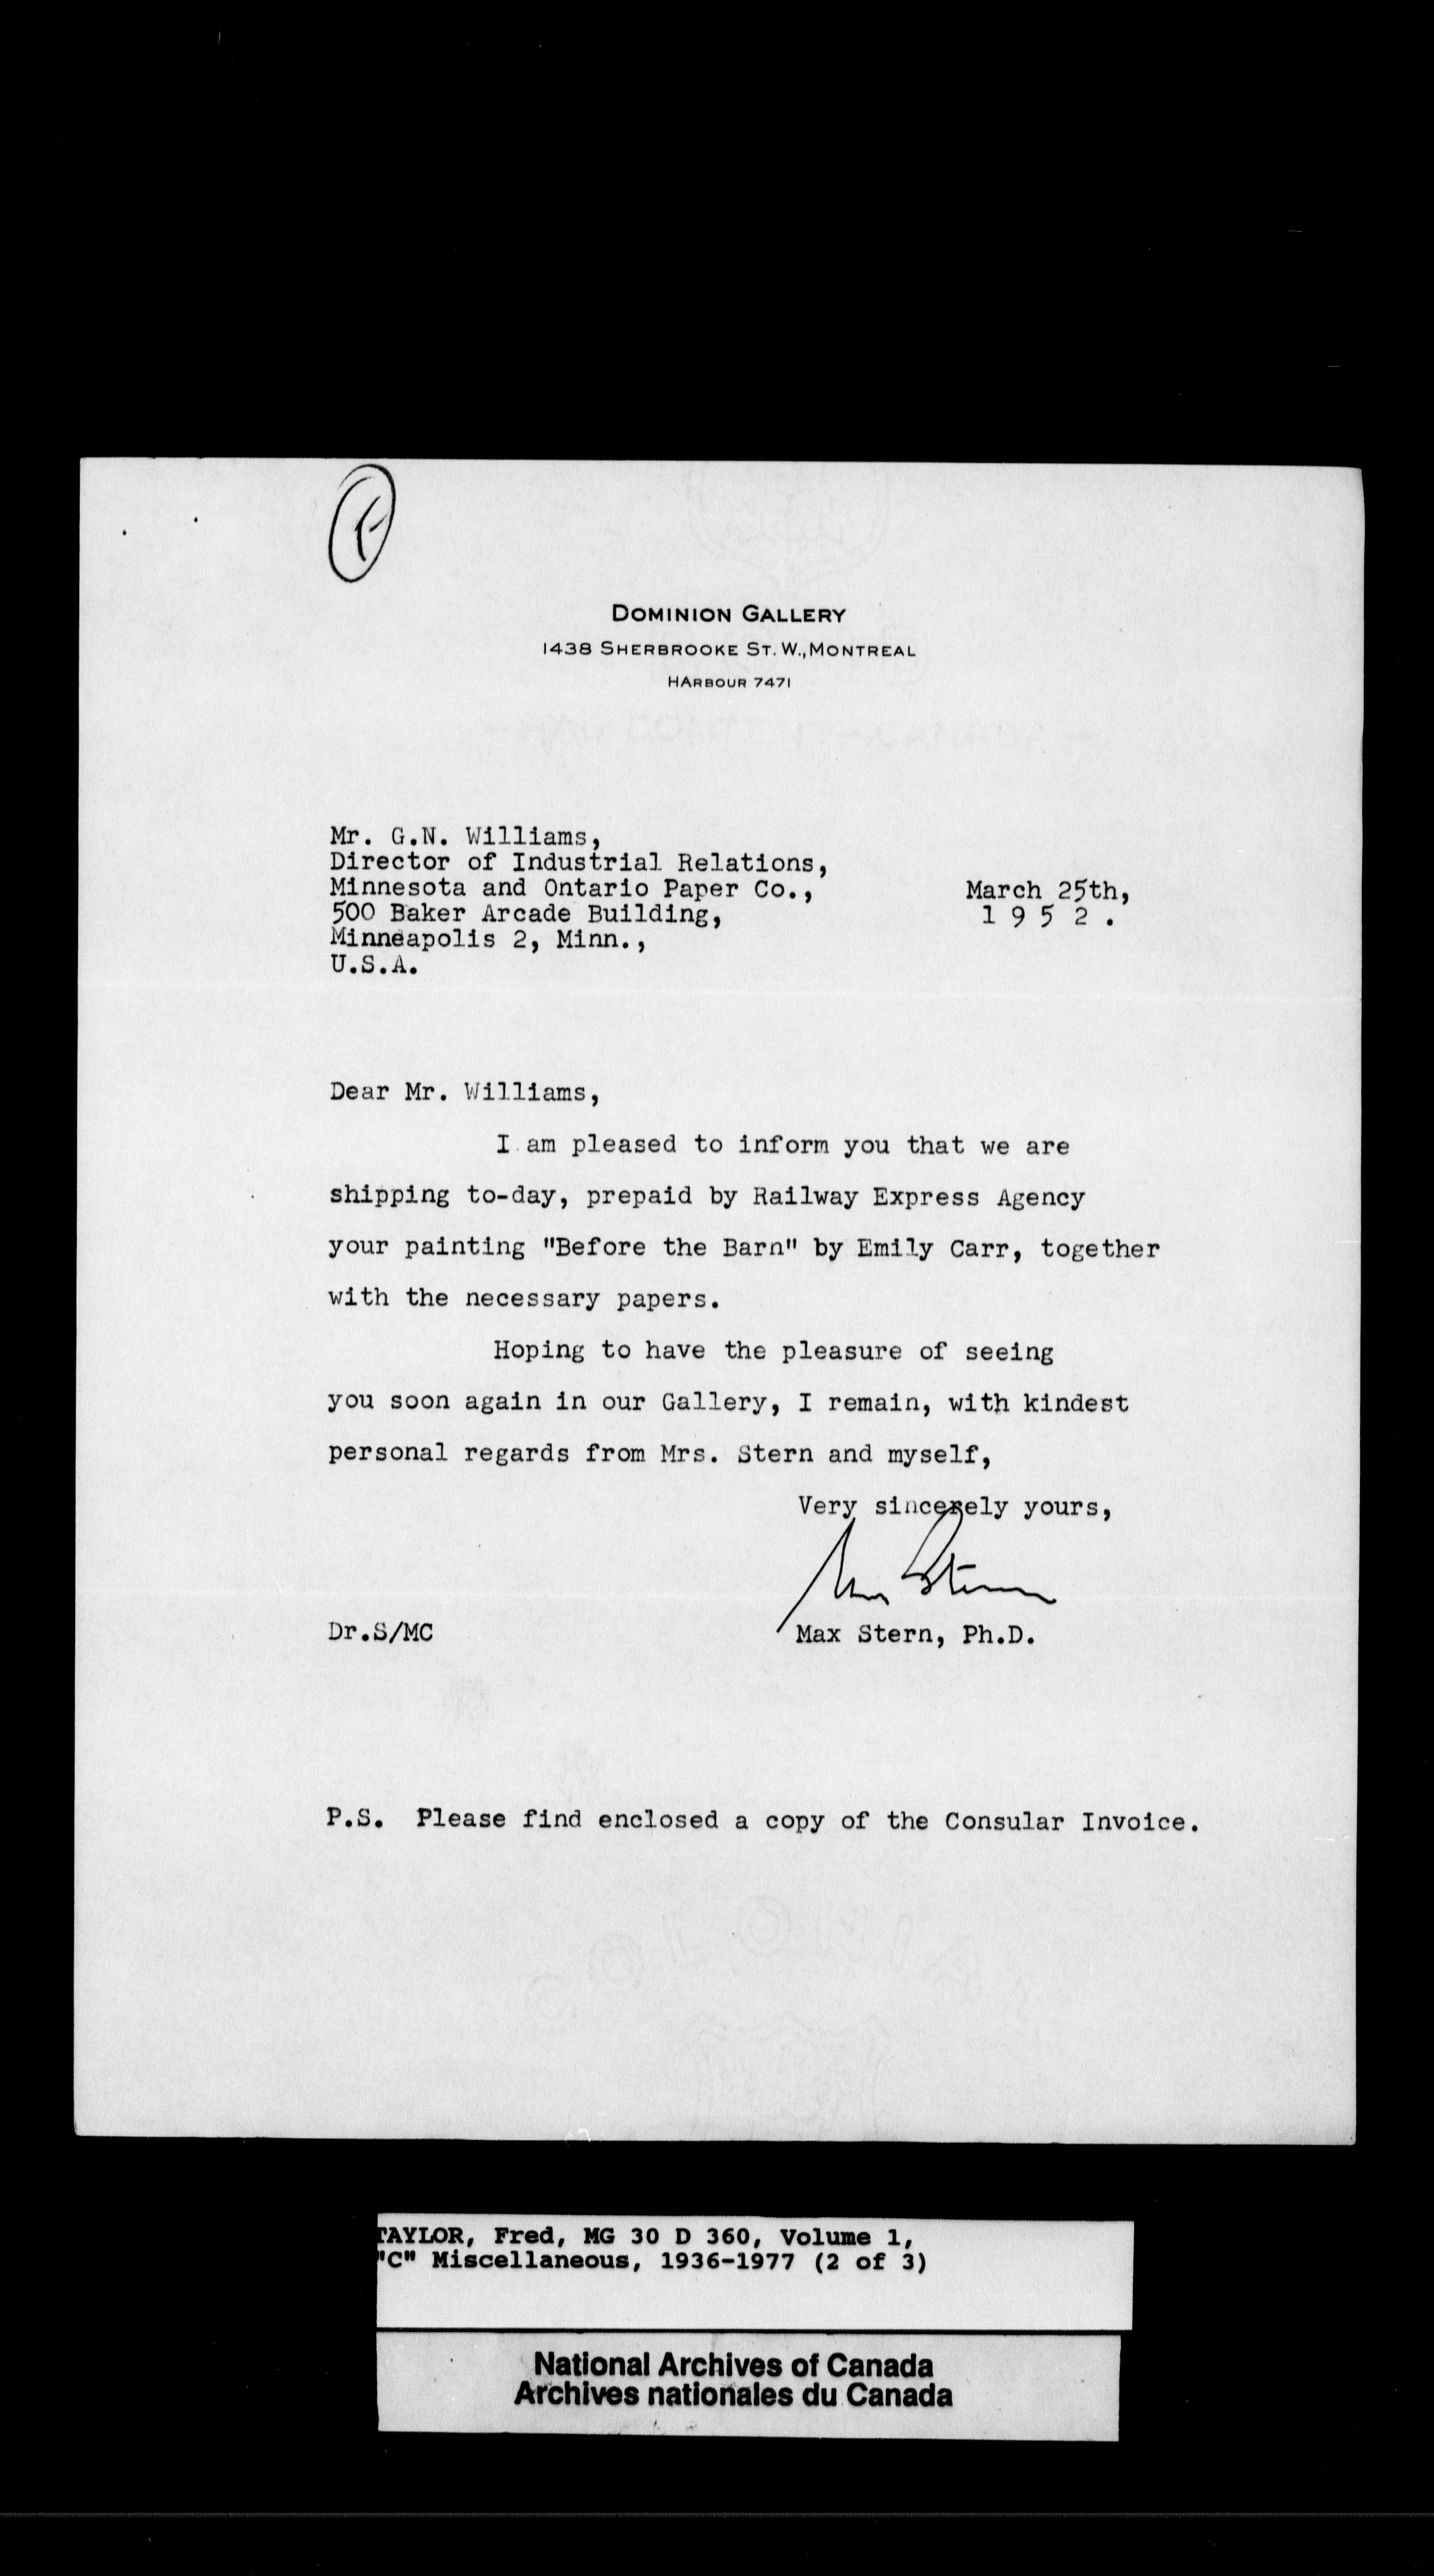 DOMINION GALLERY
1438 SHERBROOKE ST. W., MONTREAL
HARBOUR 7471
Mr. G.N. Williams,
Director of Industrial Relations,
Minnesota and Ontario Paper Co.,
500 Baker Arcade Building,
Minneapolis 2, Minn.,
U.S.A.
March 25th,
1 9 5 2 .
Dear Mr. Williams,
I am pleased to inform you that we are
shipping to-day, prepaid by Railway Express Agency
your painting "Before the Barn" by Emily Carr, together
with the necessary papers.
Hoping to have the pleasure of seeing
you soon again in our Gallery, I remain, with kindest
personal regards from Mrs. Stern and myself,
Very sincerely yours,
Max Stern
Dr.S/MC
Max Stern, Ph.D.
P.S. Please find enclosed a copy of the Consular Invoice.
TAYLOR, Fred, MG 30 D 360, Volume 1,
"C" Miscellaneous, 1936-1977 (2 of 3)
National Archives of Canada
Archives nationales du Canada